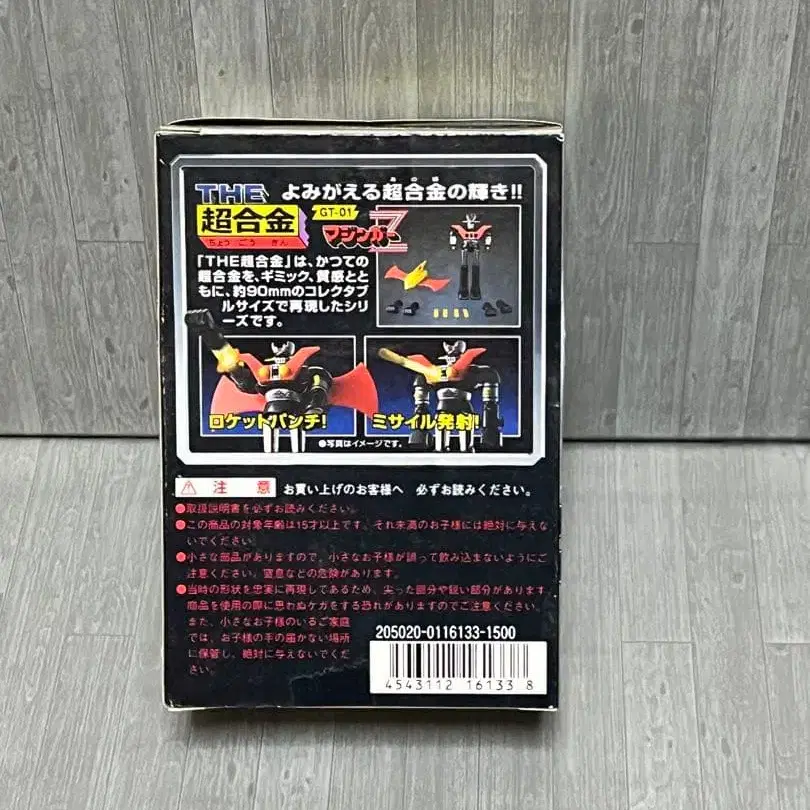 THE
超合金
ちょう ごう きん
よみがえる超合金の輝き!!
GT-01
マジンガーZ
「THE超合金」は、かつての
超合金を、ギミック、質感とと
もに、約90mmのコレクタブ
ルサイズで再現したシリ
ーズです。
ロケットパンチ!
ミサイル発射!
●写真はイメージです。
注意 お買い上げのお客様へ 必ずお読みください。
●取扱説明書を必ずお読みください。
●この商品の対象年齢は15才以上です。それ未満のお子様には絶対に与えな
いでください。
●小さな部品がありますので、小さなお子様が誤って飲み込まないようにご
注意ください。窒息などの危険があります。
●当時の形状を忠実に再現してあるため、尖った部分や鋭い部分があります。
商品を使用の際に思わぬケガをする恐れがありますのでご注意ください。
また、小さなお子様のいるご家庭
では、お子様の手の届かない場所
に保管し、絶対に与えないでくだ
さい。
205020-0116133-1500
4543112 16133 8